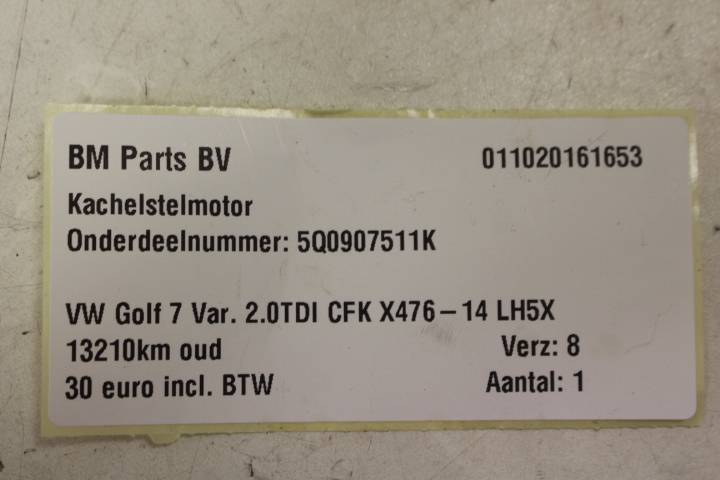 BM Parts BV 011020161653
Kachelstelmotor
Onderdeelnummer: 5Q0907511K
VW Golf 7 Var. 2.0TDI CFK X476-14 LH5X
13210km oud Verz: 8
30 euro incl. BTW Aantal: 1